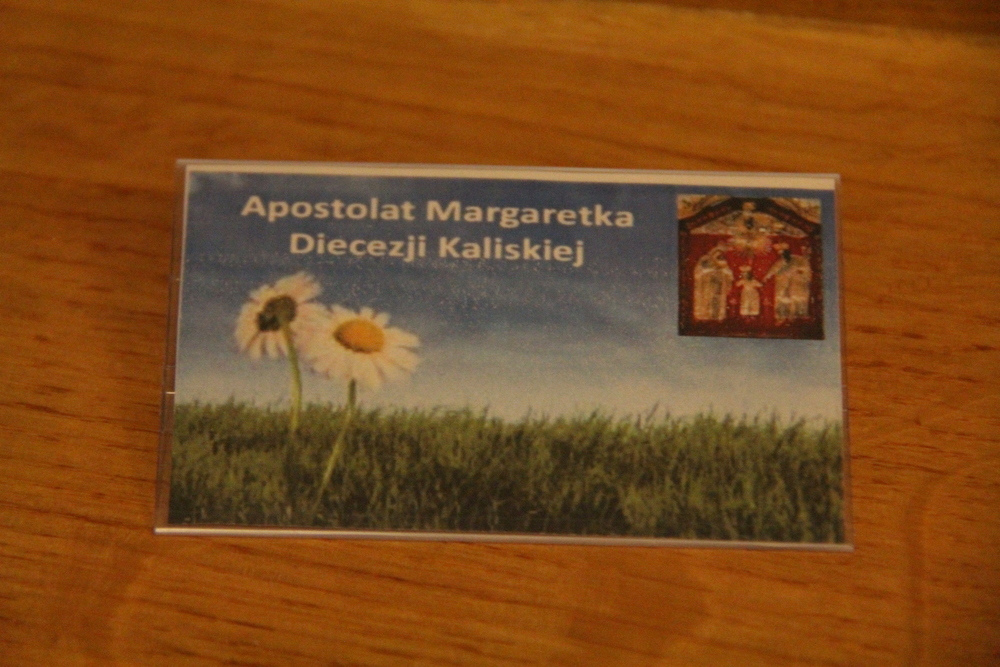 Apostolat Margaretka
Diecezji Kaliskiej